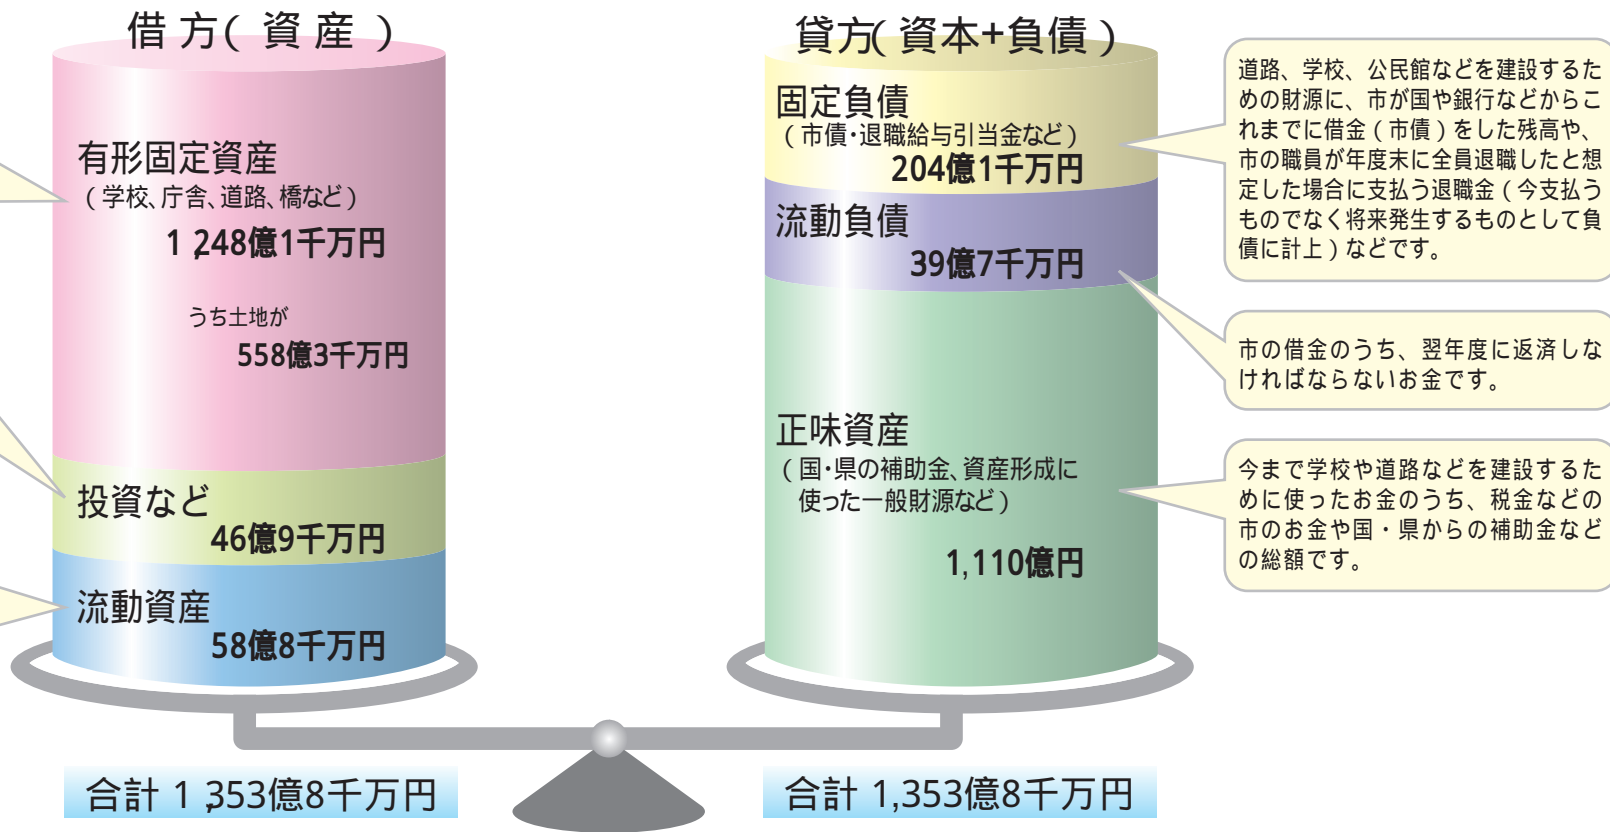 借方(資産)
有形固定資産
(学校、庁舎、道路、橋など)
1,248億1千万円
うち土地が
558億3千万円
投資など
46億9千万円
流動資産
58億8千万円
合計 1,353億8千万円
貸方(資本+負債)
固定負債
(市債・退職給与引当金など)
204億1千万円
流動負債
39億7千万円
正味資産
(国・県の補助金、資産形成に
使った一般財源など)
1,110億円
合計 1,353億8千万円
道路、学校、公民館などを建設するた
めの財源に、市が国や銀行などからこ
れまでに借金(市債)をした残高や、
市の職員が年度末に全員退職したと想
定した場合に支払う退職金(今支払う
ものでなく将来発生するものとして負
債に計上)などです。
市の借金のうち、翌年度に返済しな
ければならないお金です。
今まで学校や道路などを建設するた
めに使ったお金のうち、税金などの
市のお金や国・県からの補助金など
の総額です。